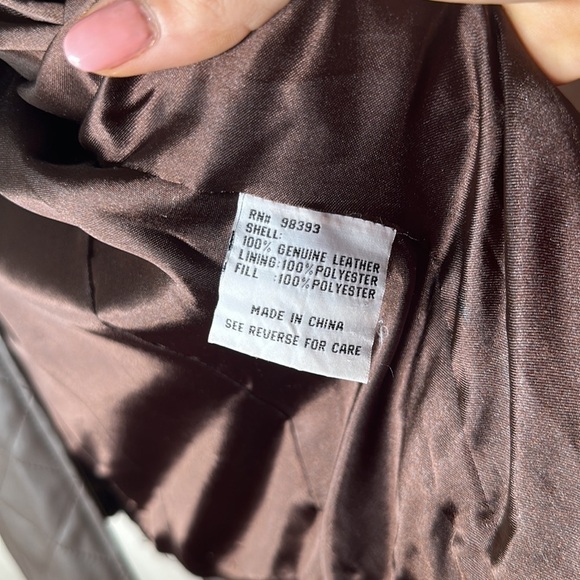 RN# 98393
SHELL:
100% GENUINE LEATHER
LINING:100%POLYESTER
FILL :100%POLYESTER
MADE IN CHINA
SEE REVERSE FOR CARE